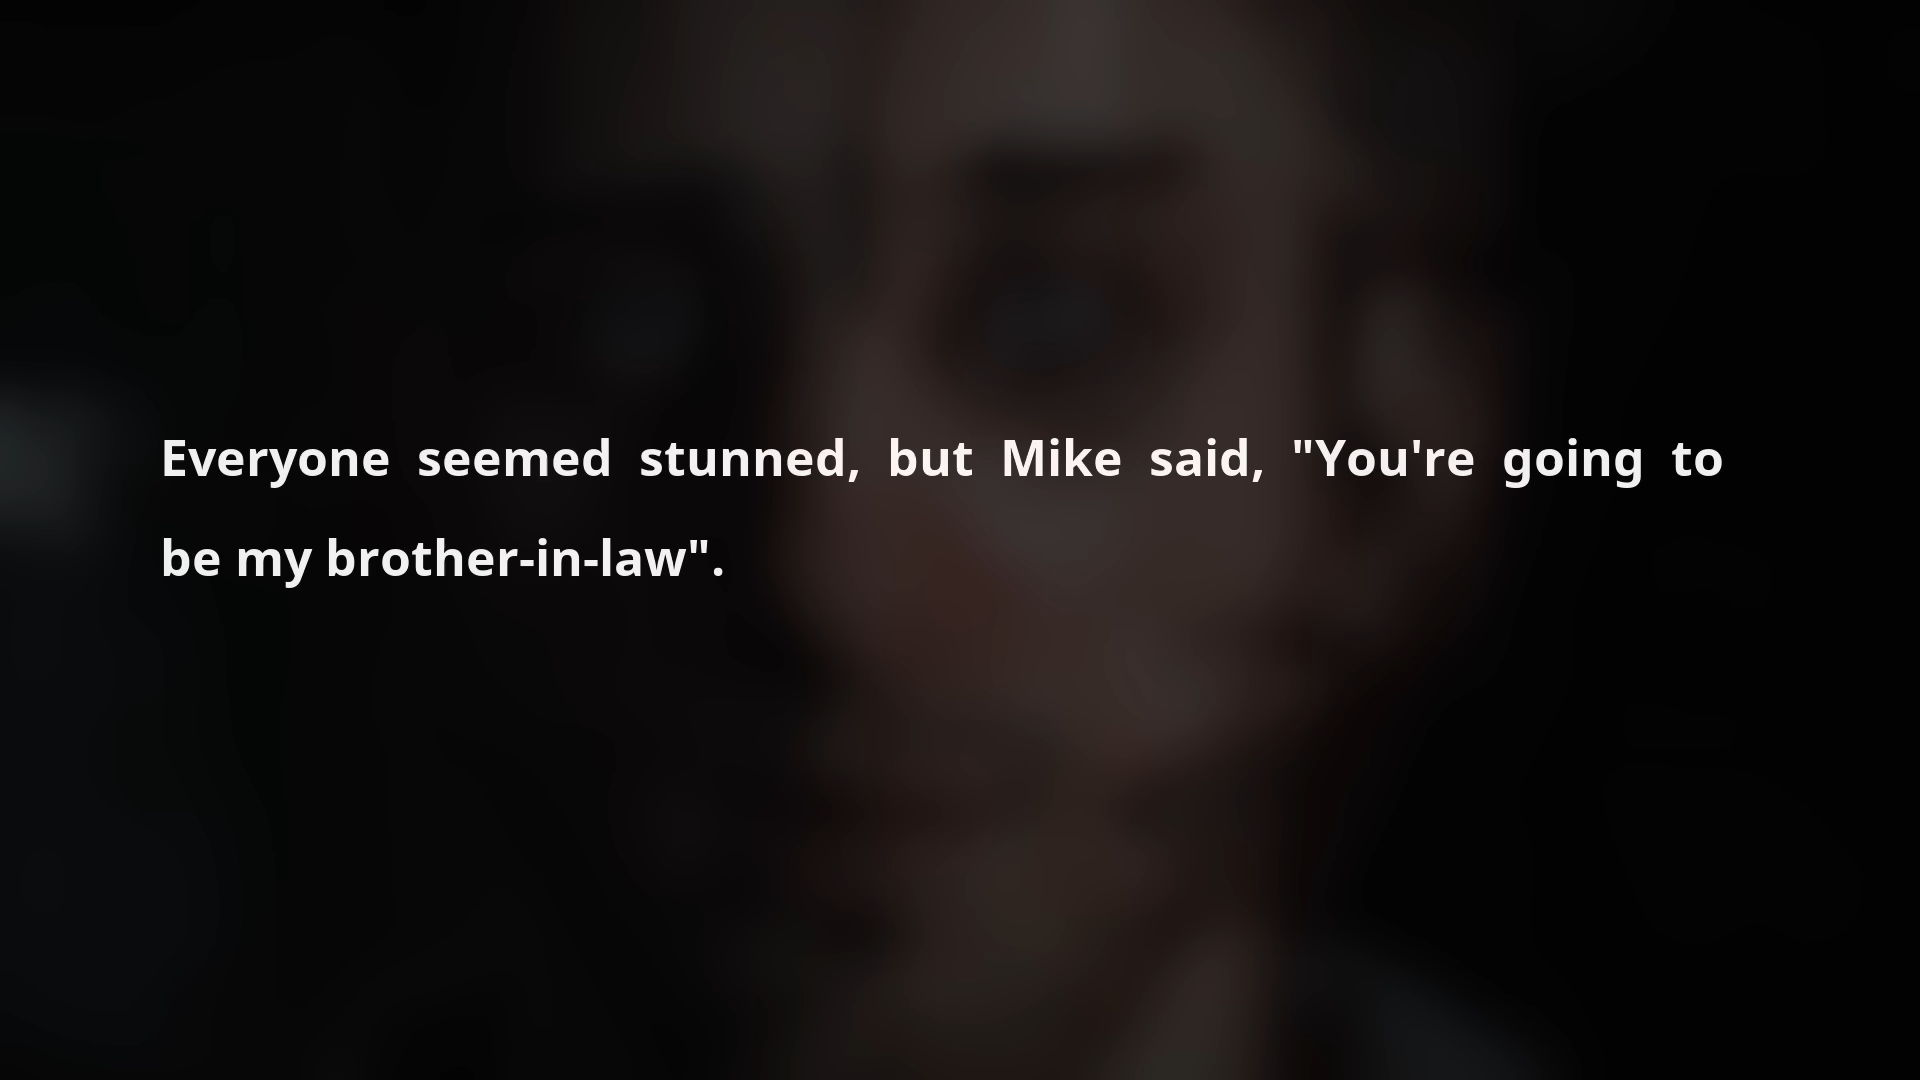 Everyone seemed stunned, but Mike said, "You're going to
be my brother-in-law".